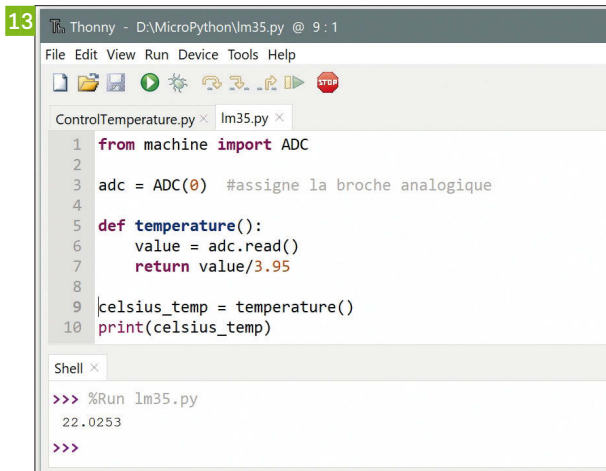 13
Th Thonny - D:\MicroPython\lm35.py @ 9:1
File Edit View Run Device Tools Help
STOP
ControlTemperature.py × lm35.py ×
1 from machine import ADC
2
3 adc = ADC(0) #assigne la broche analogique
4
5 def temperature():
6 value = adc.read()
7 return value/3.95
8
9 celsius_temp = temperature()
10 print(celsius_temp)
Shell ×
>>> %Run lm35.py
22.0253
>>>